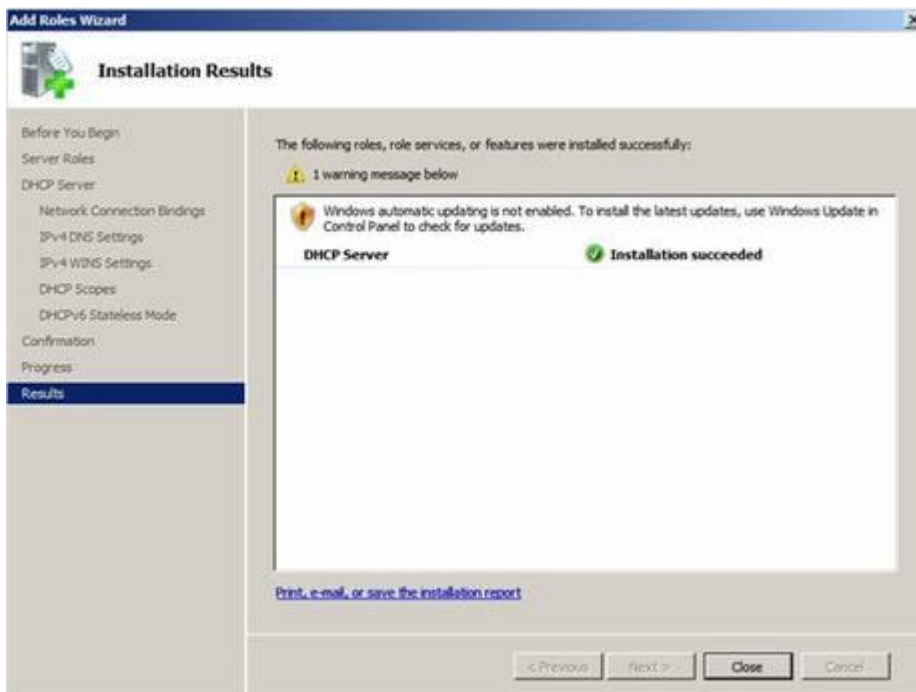 Add Roles Wizard
Installation Results
Before You Begin
Server Roles
DHCP Server
Network Connection Bindings
IPv4 DNS Settings
IPv4 WINS Settings
DHCP Scopes
DHCPv6 Stateless Mode
Confirmation
Progress
Results
The following roles, role services, or features were installed successfully:
1 warning message below
Windows automatic updating is not enabled. To install the latest updates, use Windows Update in
Control Panel to check for updates.
DHCP Server Installation succeeded
Print, e-mail, or save the installation report
< Previous Next > Close Cancel